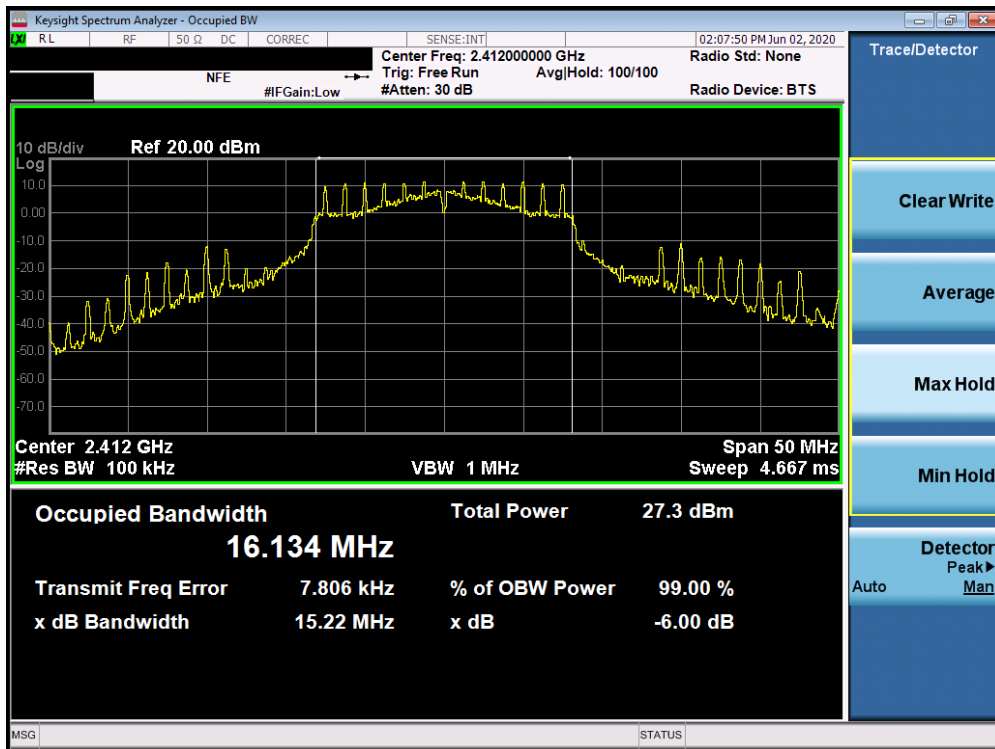 Keysight Spectrum Analyzer - Occupied BW
LXI RL RF 50 Ω DC CORREC SENSE:INT 02:07:50 PM Jun 02, 2020
Center Freq: 2.412000000 GHz Radio Std: None
NFE Trig: Free Run Avg|Hold: 100/100
#IFGain:Low #Atten: 30 dB Radio Device: BTS
10 dB/div Ref 20.00 dBm
Log
10.0
0.00
-10.0
-20.0
-30.0
-40.0
-50.0
-60.0
-70.0
Center 2.412 GHz Span 50 MHz
#Res BW 100 kHz VBW 1 MHz Sweep 4.667 ms
Occupied Bandwidth Total Power 27.3 dBm
16.134 MHz
Transmit Freq Error 7.806 kHz % of OBW Power 99.00 %
x dB Bandwidth 15.22 MHz x dB -6.00 dB
MSG STATUS
Trace/Detector
Clear Write
Average
Max Hold
Min Hold
Detector
Peak▶
Auto Man